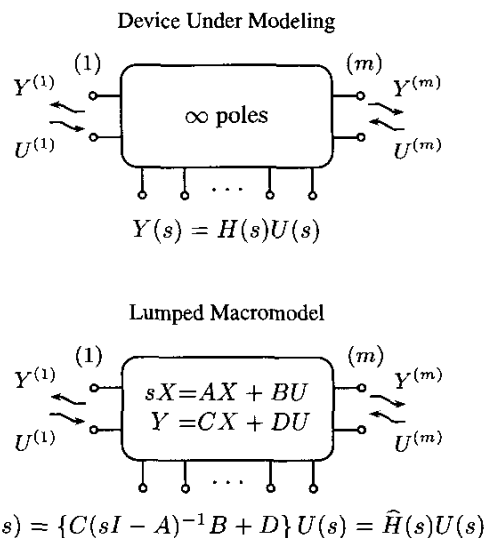 Device Under Modeling
(1) (m)
Y^{(1)} Y^{(m)}
∞ poles
U^{(1)} U^{(m)}
. . .
Y(s) = H(s)U(s)
Lumped Macromodel
(1) (m)
Y^{(1)} sX=AX + BU Y^{(m)}
U^{(1)} Y =CX + DU U^{(m)}
. . .
s) = {C(sI − A)^{−1}B + D} U(s) = \widehat{H}(s)U(s)